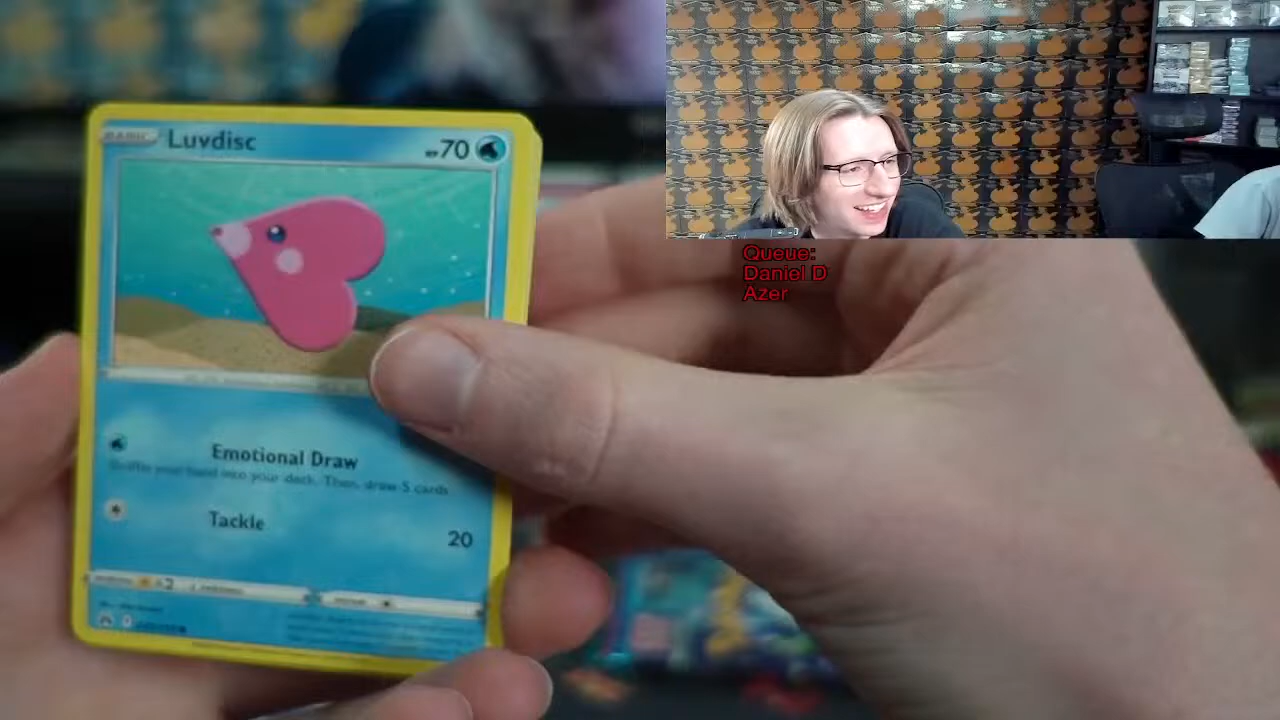 BASIC Luvdisc 70
Emotional Draw
Shuffle your hand into your deck. Then, draw 5 cards
Tackle 20
Queue:
Daniel D
Azer